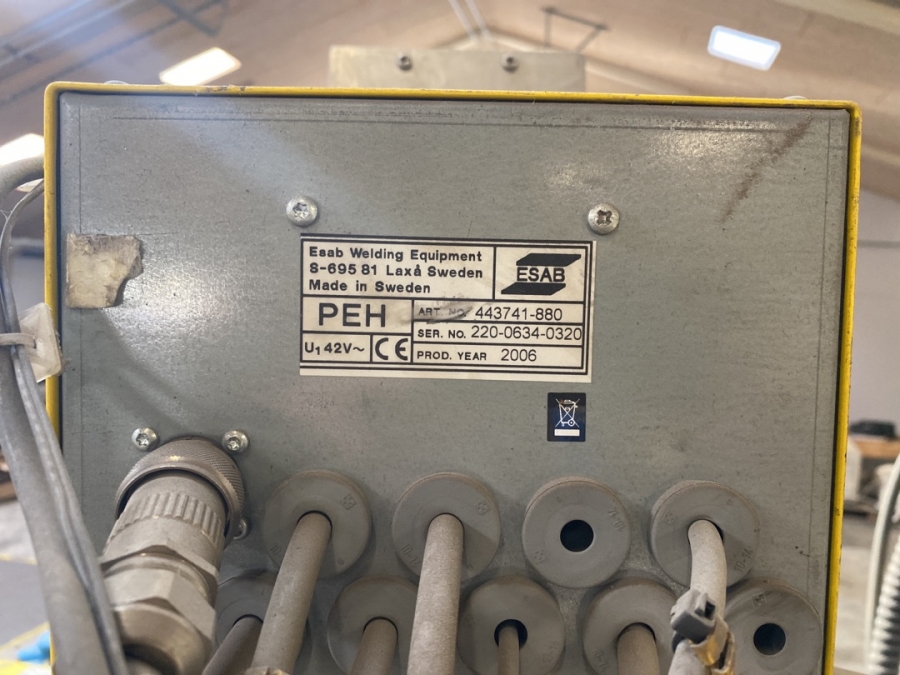 Esab Welding Equipment
S-695 81 Laxå Sweden
Made in Sweden
ESAB
PEH
ART. NO. 443741-880
SER. NO. 220-0634-0320
U1 42V~
CE
PROD. YEAR 2006